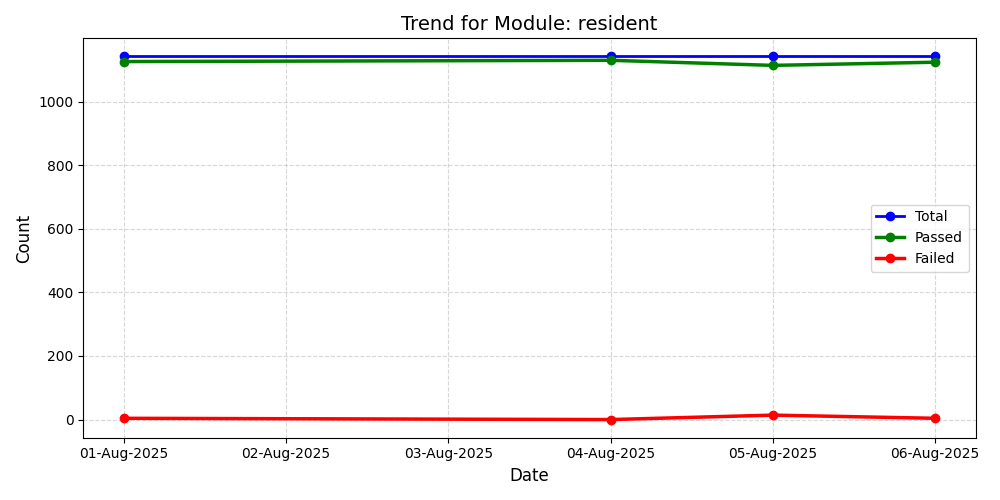 Trend for Module: resident
1000
800
600
400
200
0
Count
Total
Passed
Failed
01-Aug-2025
02-Aug-2025
03-Aug-2025
04-Aug-2025
05-Aug-2025
06-Aug-2025
Date